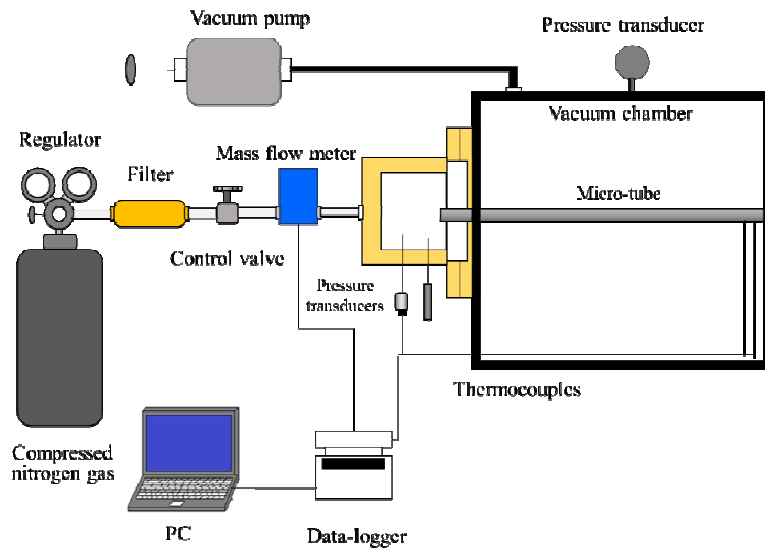 Vacuum pump
Pressure transducer
Vacuum chamber
Regulator
Mass flow meter
Filter
Micro-tube
Control valve
Pressure
transducers
Thermocouples
Compressed
nitrogen gas
PC
Data-logger